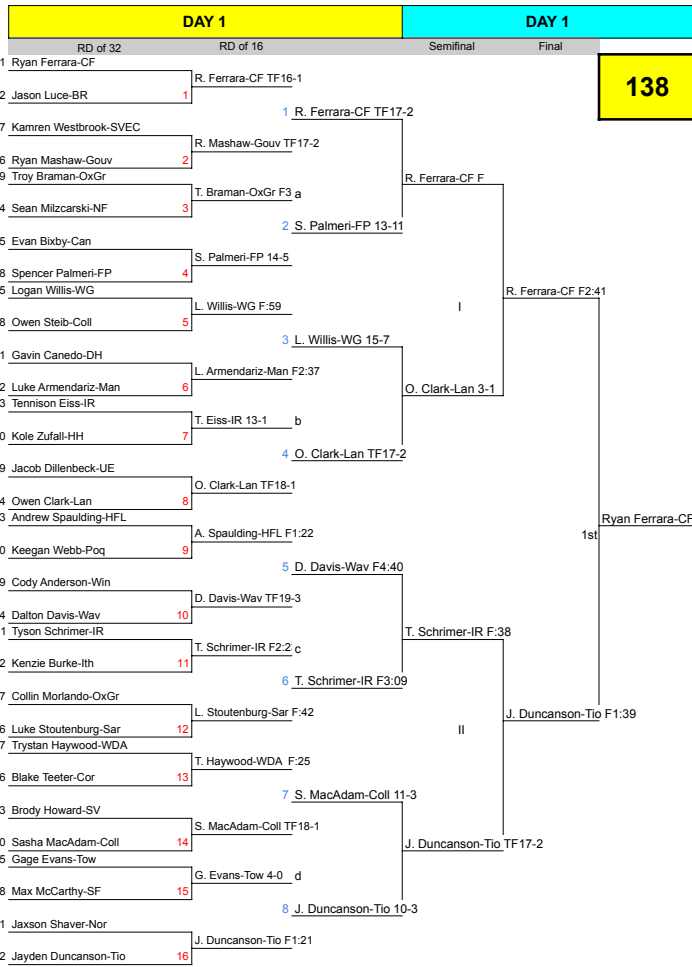 DAY 1 DAY 1
RD of 32 RD of 16 Semifinal Final
138
1 Ryan Ferrara-CF
R. Ferrara-CF TF16-1
2 Jason Luce-BR 1
1 R. Ferrara-CF TF17-2
7 Kamren Westbrook-SVEC
R. Mashaw-Gouv TF17-2
6 Ryan Mashaw-Gouv 2
9 Troy Braman-OxGr
R. Ferrara-CF F
T. Braman-OxGr F3 a
4 Sean Milzcarski-NF 3
2 S. Palmeri-FP 13-11
5 Evan Bixby-Can
S. Palmeri-FP 14-5
8 Spencer Palmeri-FP 4
5 Logan Willis-WG
R. Ferrara-CF F2:41
L. Willis-WG F:59
I
8 Owen Steib-Coll 5
3 L. Willis-WG 15-7
1 Gavin Canedo-DH
L. Armendariz-Man F2:37
2 Luke Armendariz-Man 6
O. Clark-Lan 3-1
3 Tennison Eiss-IR
T. Eiss-IR 13-1 b
0 Kole Zufall-HH 7
4 O. Clark-Lan TF17-2
9 Jacob Dillenbeck-UE
O. Clark-Lan TF18-1
4 Owen Clark-Lan 8
3 Andrew Spaulding-HFL
Ryan Ferrara-CF
A. Spaulding-HFL F1:22
1st
0 Keegan Webb-Poq 9
5 D. Davis-Wav F4:40
9 Cody Anderson-Win
D. Davis-Wav TF19-3
4 Dalton Davis-Wav 10
1 Tyson Schrimer-IR
T. Schrimer-IR F:38
T. Schrimer-IR F2:2 c
2 Kenzie Burke-Ith 11
6 T. Schrimer-IR F3:09
7 Collin Morlando-OxGr
L. Stoutenburg-Sar F:42
J. Duncanson-Tio F1:39
6 Luke Stoutenburg-Sar 12
II
7 Trystan Haywood-WDA
T. Haywood-WDA F:25
6 Blake Teeter-Cor 13
7 S. MacAdam-Coll 11-3
3 Brody Howard-SV
S. MacAdam-Coll TF18-1
0 Sasha MacAdam-Coll 14
J. Duncanson-Tio TF17-2
5 Gage Evans-Tow
G. Evans-Tow 4-0 d
8 Max McCarthy-SF 15
8 J. Duncanson-Tio 10-3
1 Jaxson Shaver-Nor
J. Duncanson-Tio F1:21
2 Jayden Duncanson-Tio 16